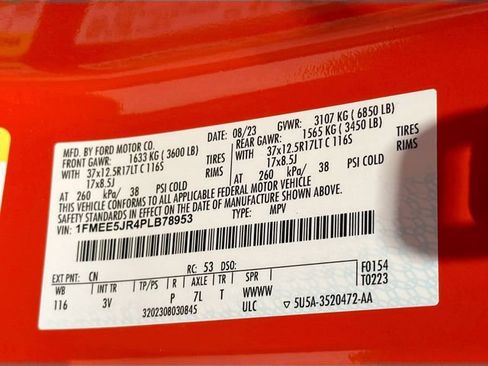 MFD. BY FORD MOTOR CO.
DATE: 08/23 GVWR: 3107 KG ( 6850 LB)
FRONT GAWR: 1633 KG ( 3600 LB) REAR GAWR: 1565 KG ( 3450 LB)
WITH 37x12.5R17LT C 116S TIRES WITH 37x12.5R17LT C 116S TIRES
17x8.5J RIMS 17x8.5J RIMS
AT 260 kPa/ 38 PSI COLD AT 260 kPa/ 38 PSI COLD
THIS VEHICLE CONFORMS TO ALL APPLICABLE FEDERAL MOTOR VEHICLE
SAFETY STANDARDS IN EFFECT ON THE DATE OF MANUFACTURE SHOWN ABOVE.
VIN: 1FMEE5JR4PLB78953 TYPE: MPV
EXT PNT: CN RC: 53 DSO:
WB INT TR TP/PS R AXLE TR SPR
116 3V P 7L T WWWW
3202308030845 ULC
F0154
T0223
5U5A-3520472-AA